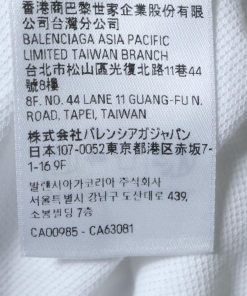 香港商巴黎世家企業股份有限
公司台灣分公司
BALENCIAGA ASIA PACIFIC
LIMITED TAIWAN BRANCH
台北市松山區光復北路11巷44
號8樓
8F. NO. 44 LANE 11 GUANG-FU N.
ROAD, TAPEI, TAIWAN
株式会社バレンシアガジャパン
日本107-0052東京都港区赤坂7-
1-16 9F
발렌시아가코리아 주식회사
서울특별시 강남구 도산대로 439,
소봉빌딩 7층
CA00985 - CA63081